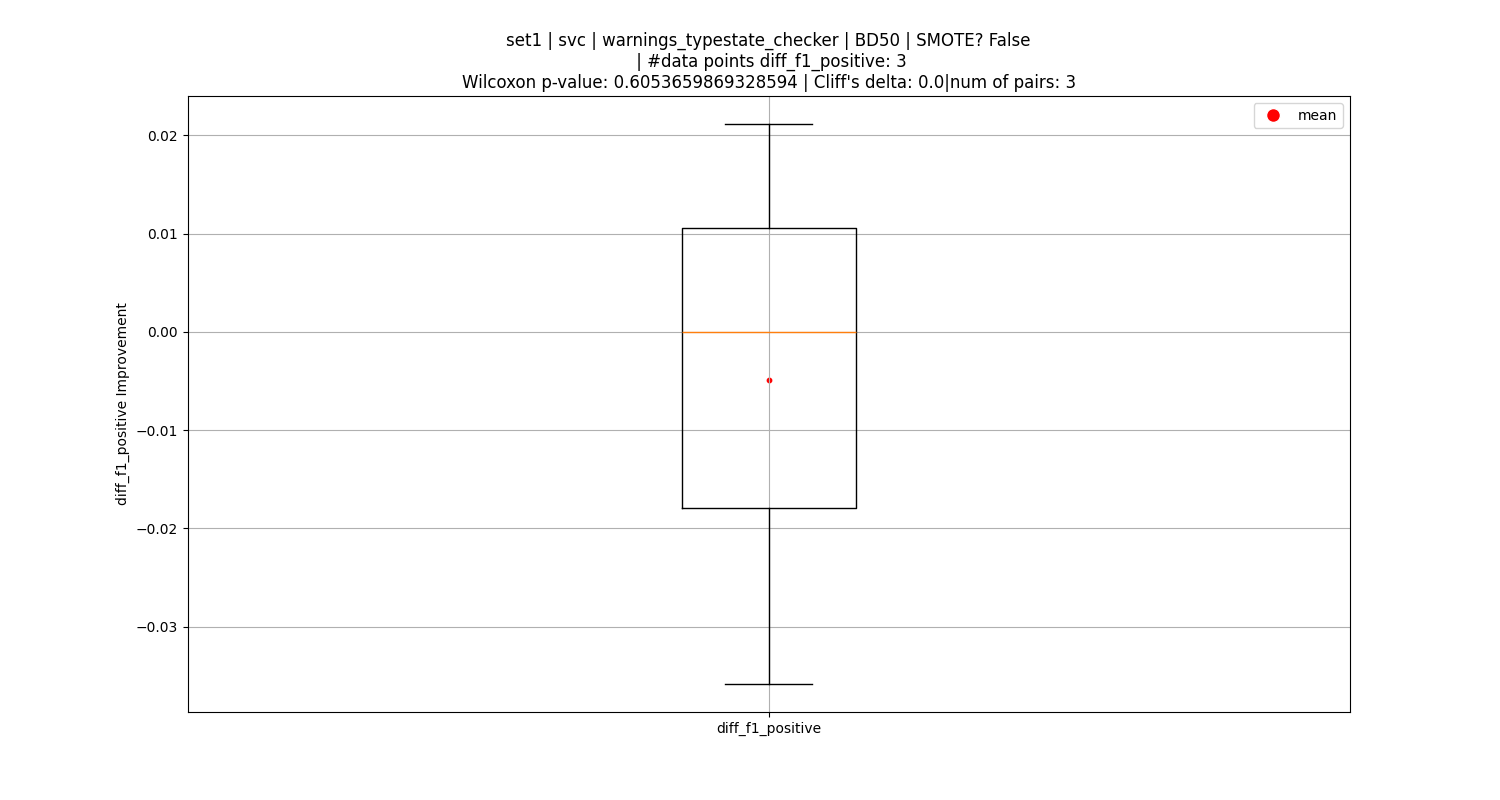 set1 | svc | warnings_typestate_checker | BD50 | SMOTE? False
| #data points diff_f1_positive: 3
Wilcoxon p-value: 0.6053659869328594 | Cliff's delta: 0.0|num of pairs: 3
mean
0.02
0.01
0.00
−0.01
−0.02
−0.03
diff_f1_positive Improvement
diff_f1_positive